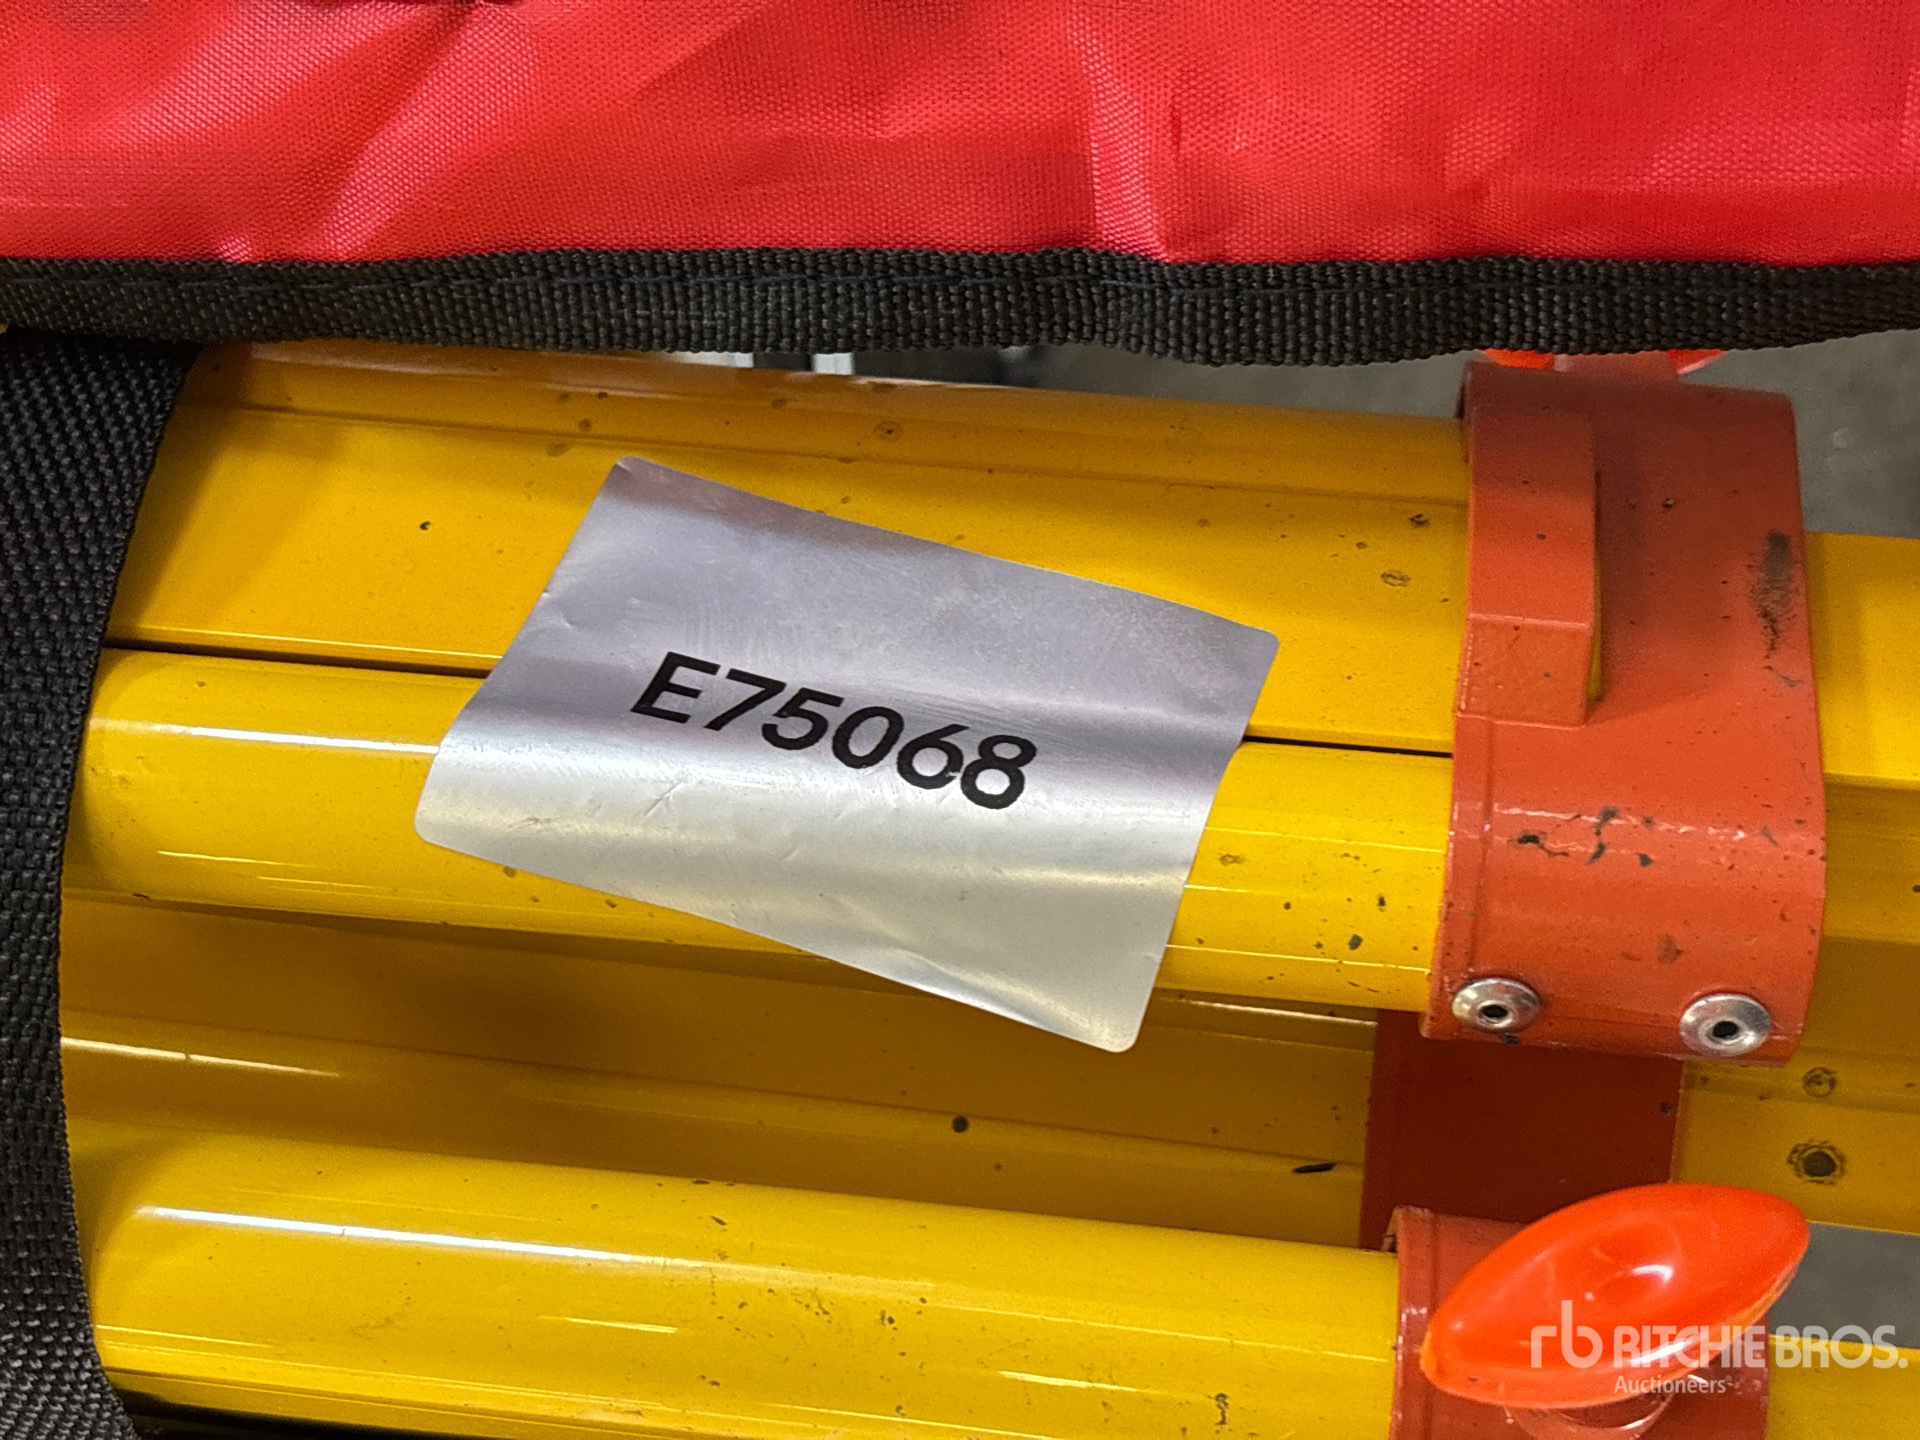 E75068
rb RITCHIE BROS.
Auctioneers